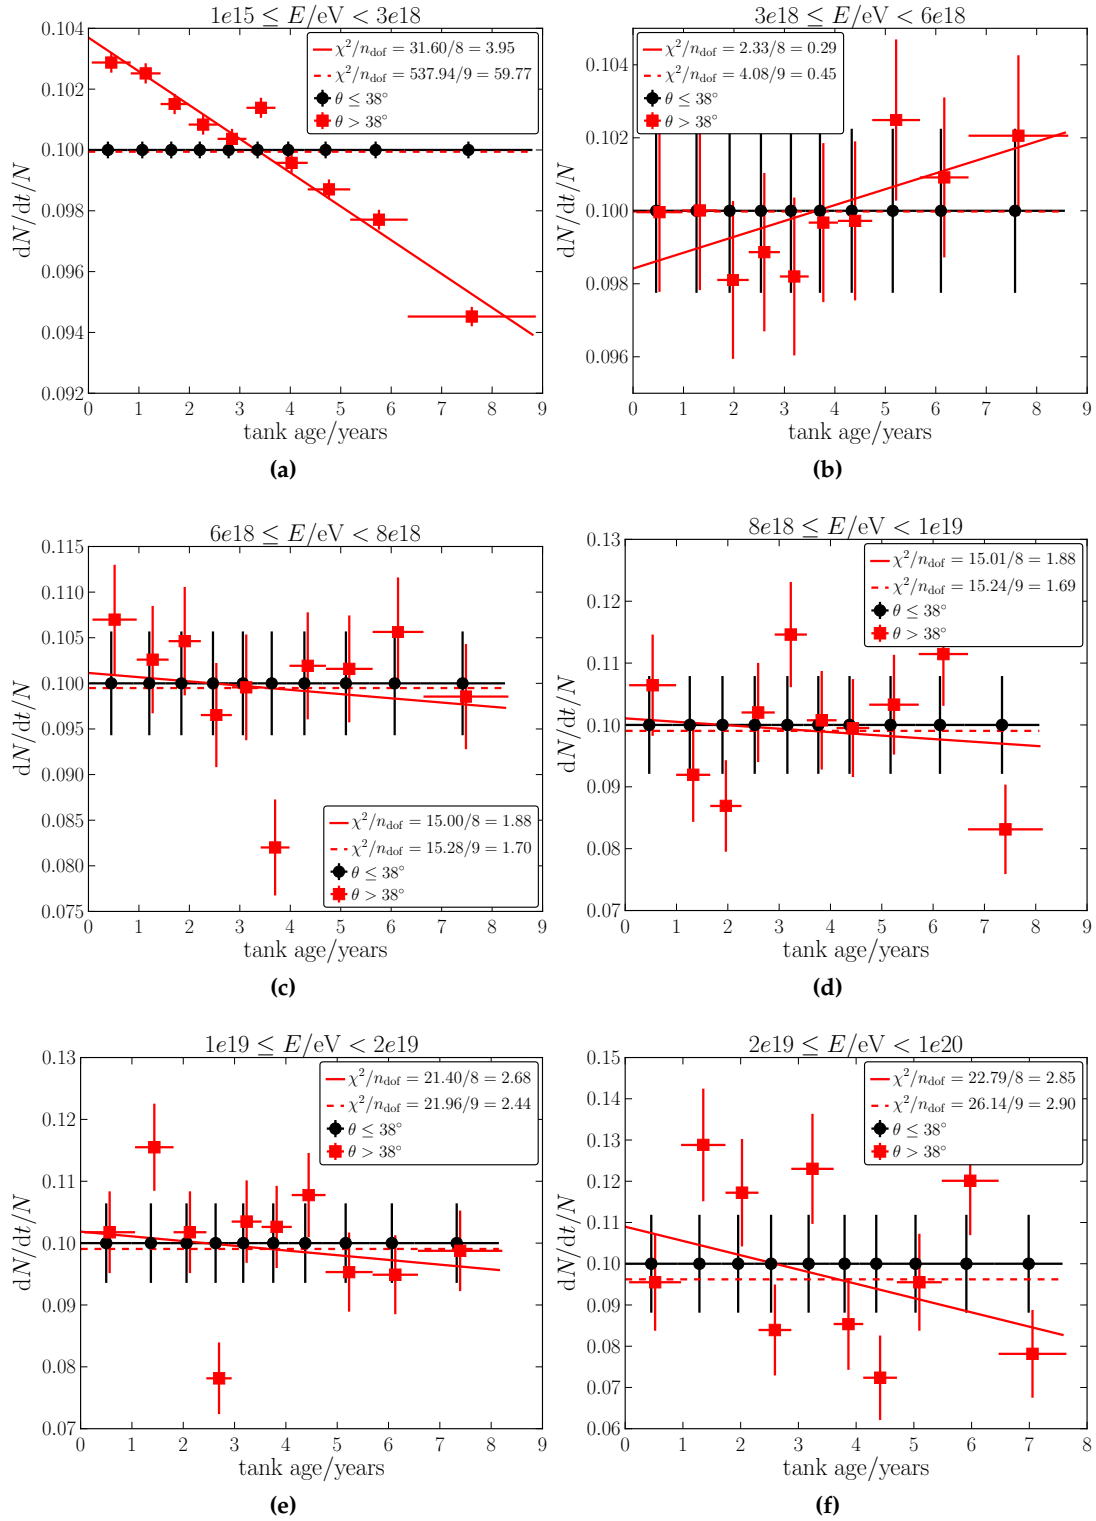 1e15 ≤ E/eV < 3e18
0.104
0.102
0.100
0.098
0.096
0.094
0.092
dN/dt/N
χ²/n_dof = 31.60/8 = 3.95
χ²/n_dof = 537.94/9 = 59.77
θ ≤ 38°
θ > 38°
0 1 2 3 4 5 6 7 8 9
tank age/years
(a)
3e18 ≤ E/eV < 6e18
0.104
0.102
0.100
0.098
0.096
dN/dt/N
χ²/n_dof = 2.33/8 = 0.29
χ²/n_dof = 4.08/9 = 0.45
θ ≤ 38°
θ > 38°
0 1 2 3 4 5 6 7 8 9
tank age/years
(b)
6e18 ≤ E/eV < 8e18
0.115
0.110
0.105
0.100
0.095
0.090
0.085
0.080
0.075
dN/dt/N
χ²/n_dof = 15.00/8 = 1.88
χ²/n_dof = 15.28/9 = 1.70
θ ≤ 38°
θ > 38°
0 1 2 3 4 5 6 7 8 9
tank age/years
(c)
8e18 ≤ E/eV < 1e19
0.13
0.12
0.11
0.10
0.09
0.08
0.07
dN/dt/N
χ²/n_dof = 15.01/8 = 1.88
χ²/n_dof = 15.24/9 = 1.69
θ ≤ 38°
θ > 38°
0 1 2 3 4 5 6 7 8 9
tank age/years
(d)
1e19 ≤ E/eV < 2e19
0.13
0.12
0.11
0.10
0.09
0.08
0.07
dN/dt/N
χ²/n_dof = 21.40/8 = 2.68
χ²/n_dof = 21.96/9 = 2.44
θ ≤ 38°
θ > 38°
0 1 2 3 4 5 6 7 8 9
tank age/years
(e)
2e19 ≤ E/eV < 1e20
0.15
0.14
0.13
0.12
0.11
0.10
0.09
0.08
0.07
0.06
dN/dt/N
χ²/n_dof = 22.79/8 = 2.85
χ²/n_dof = 26.14/9 = 2.90
θ ≤ 38°
θ > 38°
0 1 2 3 4 5 6 7 8
tank age/years
(f)